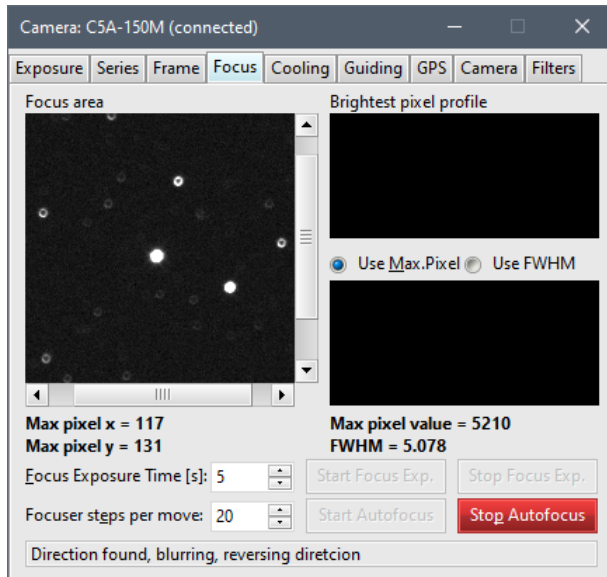 Camera: C5A-150M (connected)
Exposure Series Frame Focus Cooling Guiding GPS Camera Filters
Focus area
Brightest pixel profile
Use Max.Pixel Use FWHM
Max pixel x = 117
Max pixel y = 131
Max pixel value = 5210
FWHM = 5.078
Focus Exposure Time [s]: 5
Start Focus Exp. Stop Focus Exp.
Focuser steps per move: 20
Start Autofocus Stop Autofocus
Direction found, blurring, reversing diretcion